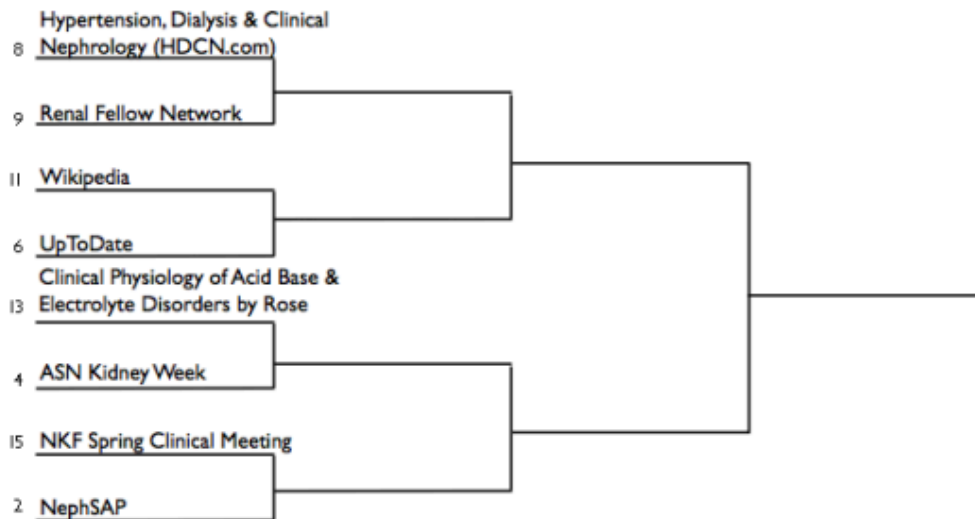 Hypertension, Dialysis & Clinical
8 Nephrology (HDCN.com)
9 Renal Fellow Network
11 Wikipedia
6 UpToDate
Clinical Physiology of Acid Base &
13 Electrolyte Disorders by Rose
4 ASN Kidney Week
15 NKF Spring Clinical Meeting
2 NephSAP